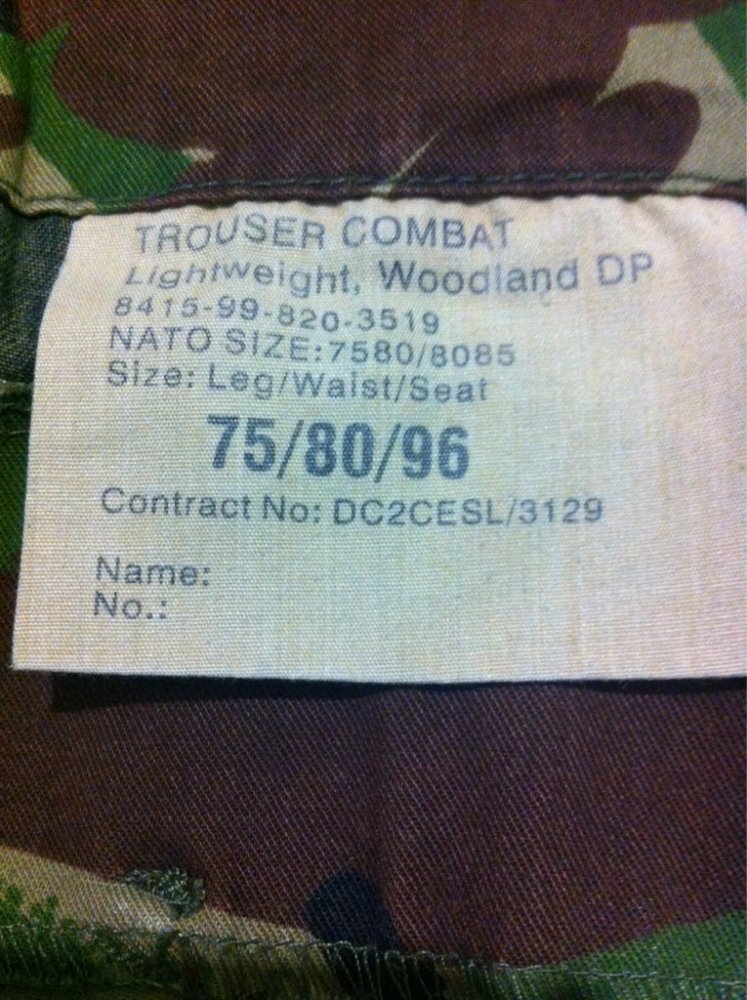 TROUSER COMBAT
Lightweight, Woodland DP
8415-99-820-3519
NATO SIZE:7580/8085
Size: Leg/Waist/Seat
75/80/96
Contract No: DC2CESL/3129
Name:
No.: